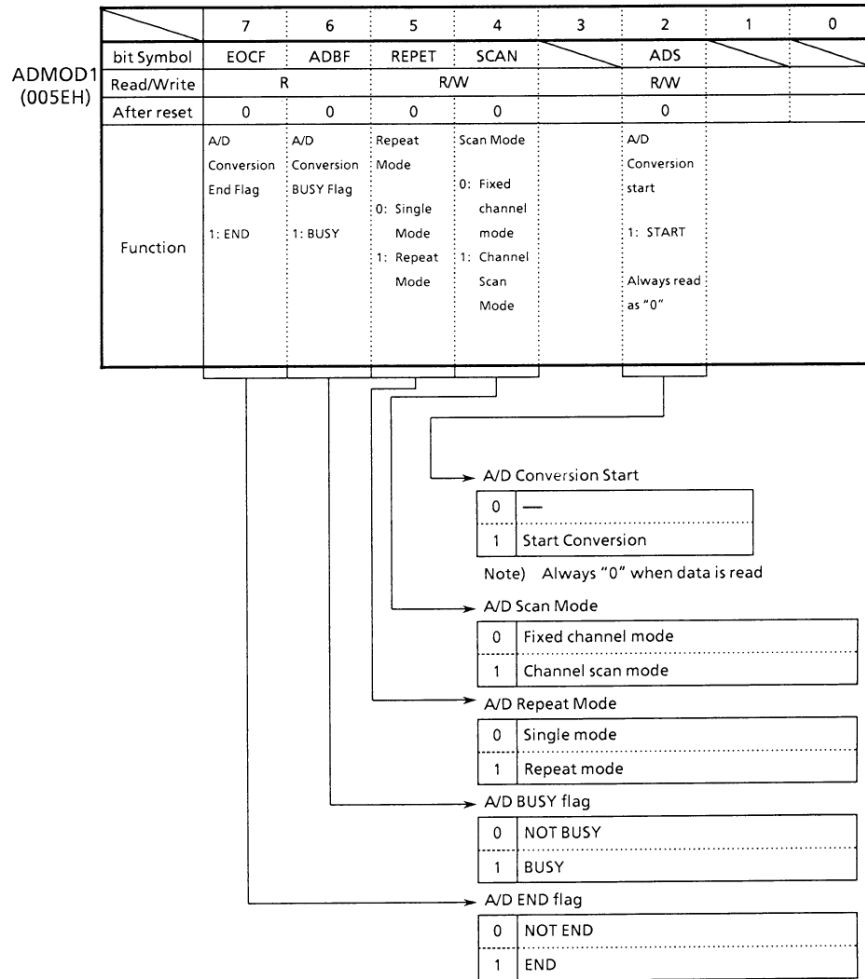 7 6 5 4 3 2 1 0
bit Symbol EOCF ADBF REPET SCAN ADS
ADMOD1
(005EH)
Read/Write R R/W R/W
After reset 0 0 0 0 0
Function
A/D
Conversion
End Flag
1: END
A/D
Conversion
BUSY Flag
1: BUSY
Repeat
Mode
0: Single
Mode
1: Repeat
Mode
Scan Mode
0: Fixed
channel
mode
1: Channel
Scan
Mode
A/D
Conversion
start
1: START
Always read
as "0"
A/D Conversion Start
0 —
1 Start Conversion
Note) Always "0" when data is read
A/D Scan Mode
0 Fixed channel mode
1 Channel scan mode
A/D Repeat Mode
0 Single mode
1 Repeat mode
A/D BUSY flag
0 NOT BUSY
1 BUSY
A/D END flag
0 NOT END
1 END